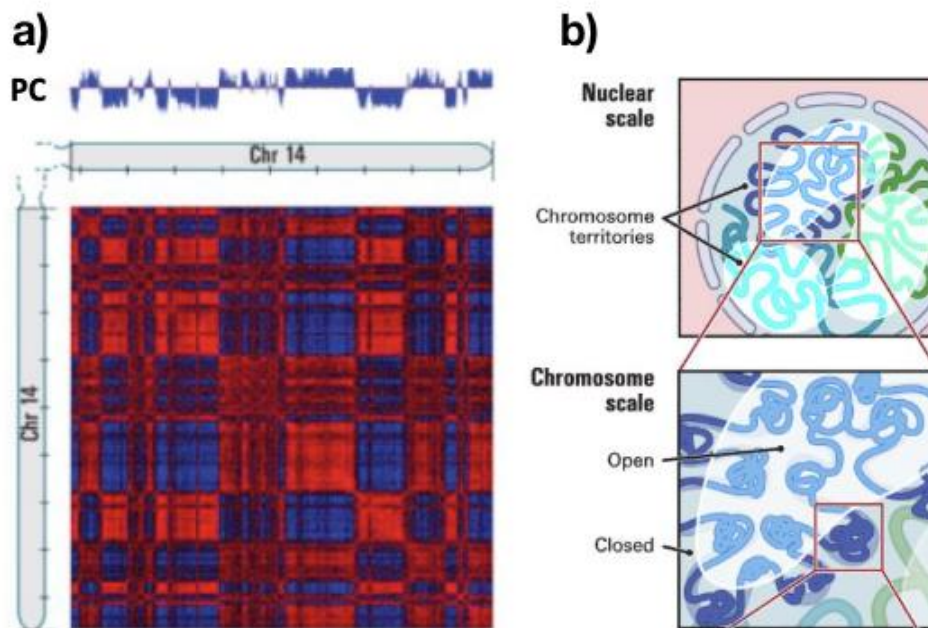 a)
PC
Chr 14
Chr 14
b)
Nuclear
scale
Chromosome
territories
Chromosome
scale
Open
Closed